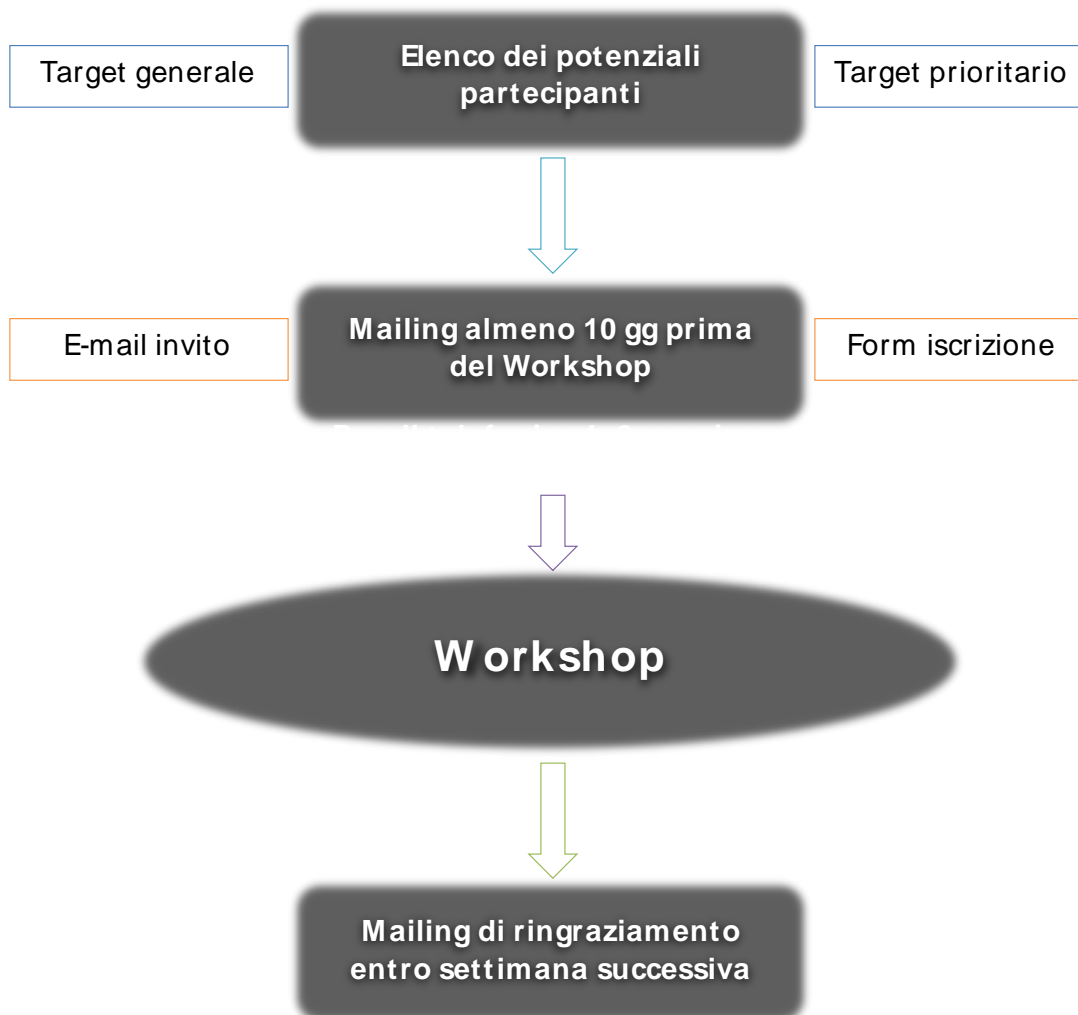 Target generale
Elenco dei potenziali
partecipanti
Target prioritario
E-mail invito
Mailing almeno 10 gg prima
del Workshop
Form iscrizione
Workshop
Mailing di ringraziamento
entro settimana successiva